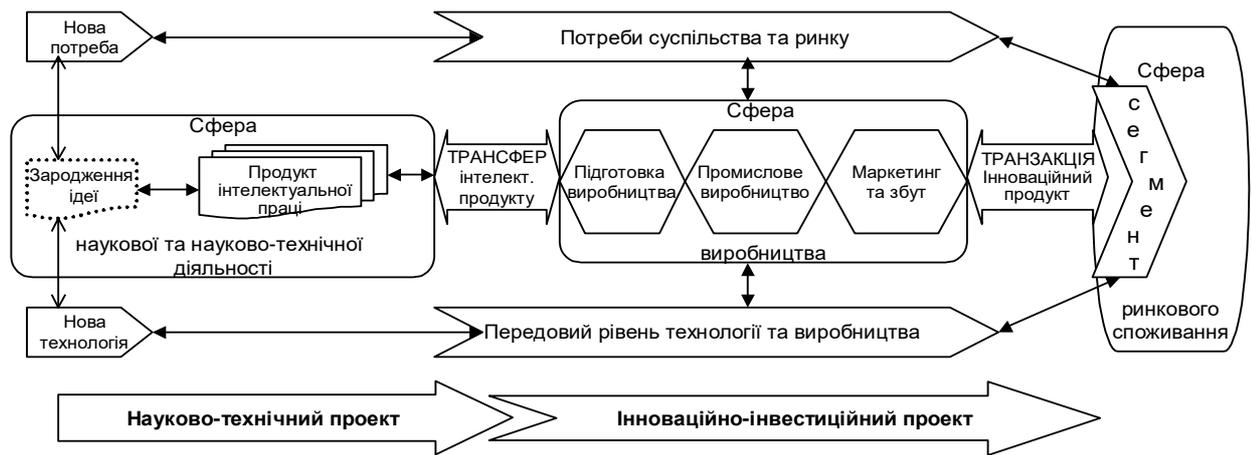 Нова
потреба
Потреби суспільства та ринку
Сфера
Зародження
ідеї
Продукт
інтелектуальної
праці
наукової та науково-технічної
діяльності
ТРАНСФЕР
інтелект.
продукту
Сфера
Підготовка
виробництва
Промислове
виробництво
Маркетинг
та збут
виробництва
ТРАНЗАКЦІЯ
Інноваційний
продукт
Сфера
сегмент
ринкового
споживання
Нова
технологія
Передовий рівень технології та виробництва
Науково-технічний проект
Інноваційно-інвестиційний проект